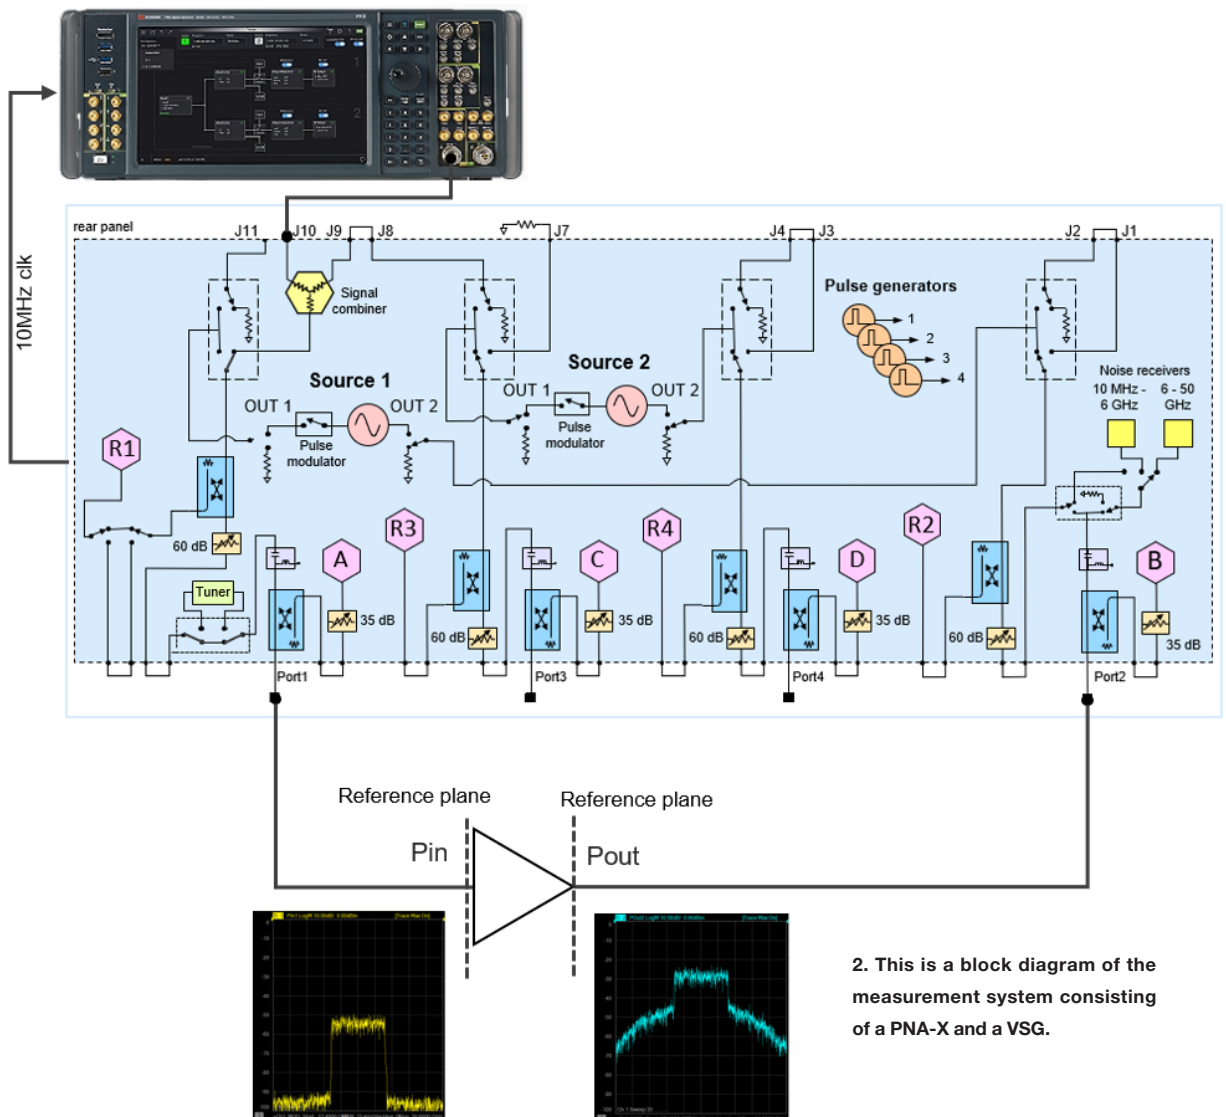 VXG
1
2
10MHz clk
rear panel
J11
J10
J9
J8
J7
J4
J3
J2
J1
Signal
combiner
Pulse generators
1
2
3
4
Source 1
Source 2
Noise receivers
10 MHz -
6 GHz
6 - 50
GHz
OUT 1
OUT 2
OUT 1
OUT 2
Pulse
modulator
Pulse
modulator
R1
R3
R4
R2
60 dB
A
C
D
B
Tuner
35 dB
60 dB
35 dB
60 dB
35 dB
60 dB
35 dB
Port1
Port3
Port4
Port2
Reference plane
Reference plane
Pin
Pout
2. This is a block diagram of the
measurement system consisting
of a PNA-X and a VSG.